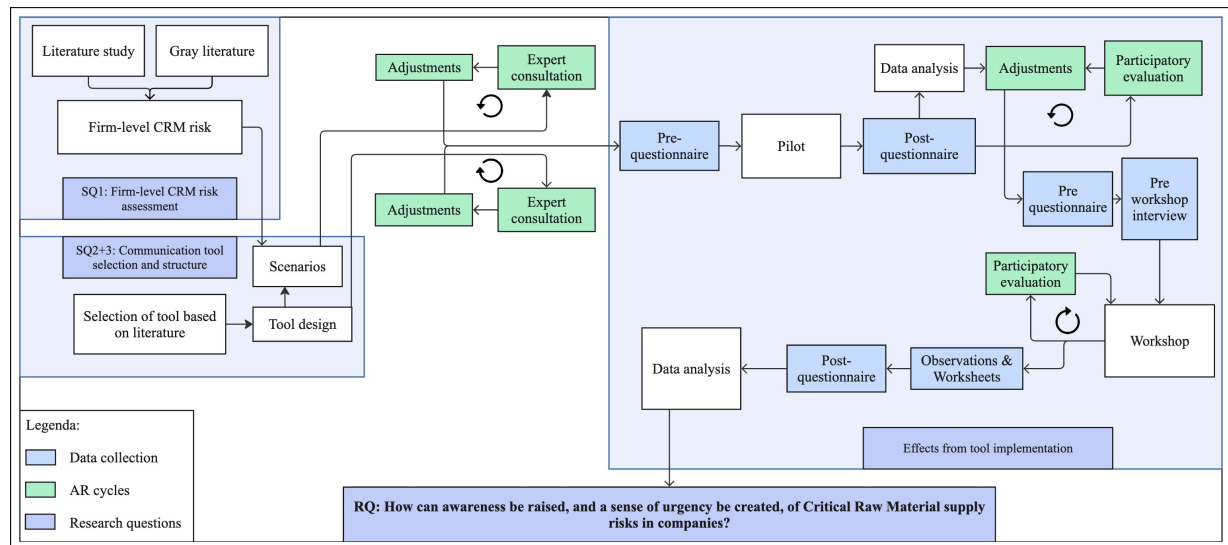 Literature study
Gray literature
Firm-level CRM risk
SQ1: Firm-level CRM risk
assessment
SQ2+3: Communication tool
selection and structure
Scenarios
Selection of tool based
on literature
Tool design
Adjustments
Expert
consultation
Adjustments
Expert
consultation
Pre-
questionnaire
Pilot
Post-
questionnaire
Data analysis
Adjustments
Participatory
evaluation
Pre
questionnaire
Pre
workshop
interview
Participatory
evaluation
Workshop
Observations &
Worksheets
Post-
questionnaire
Data analysis
Effects from tool implementation
Legenda:
Data collection
AR cycles
Research questions
RQ: How can awareness be raised, and a sense of urgency be created, of Critical Raw Material supply
risks in companies?